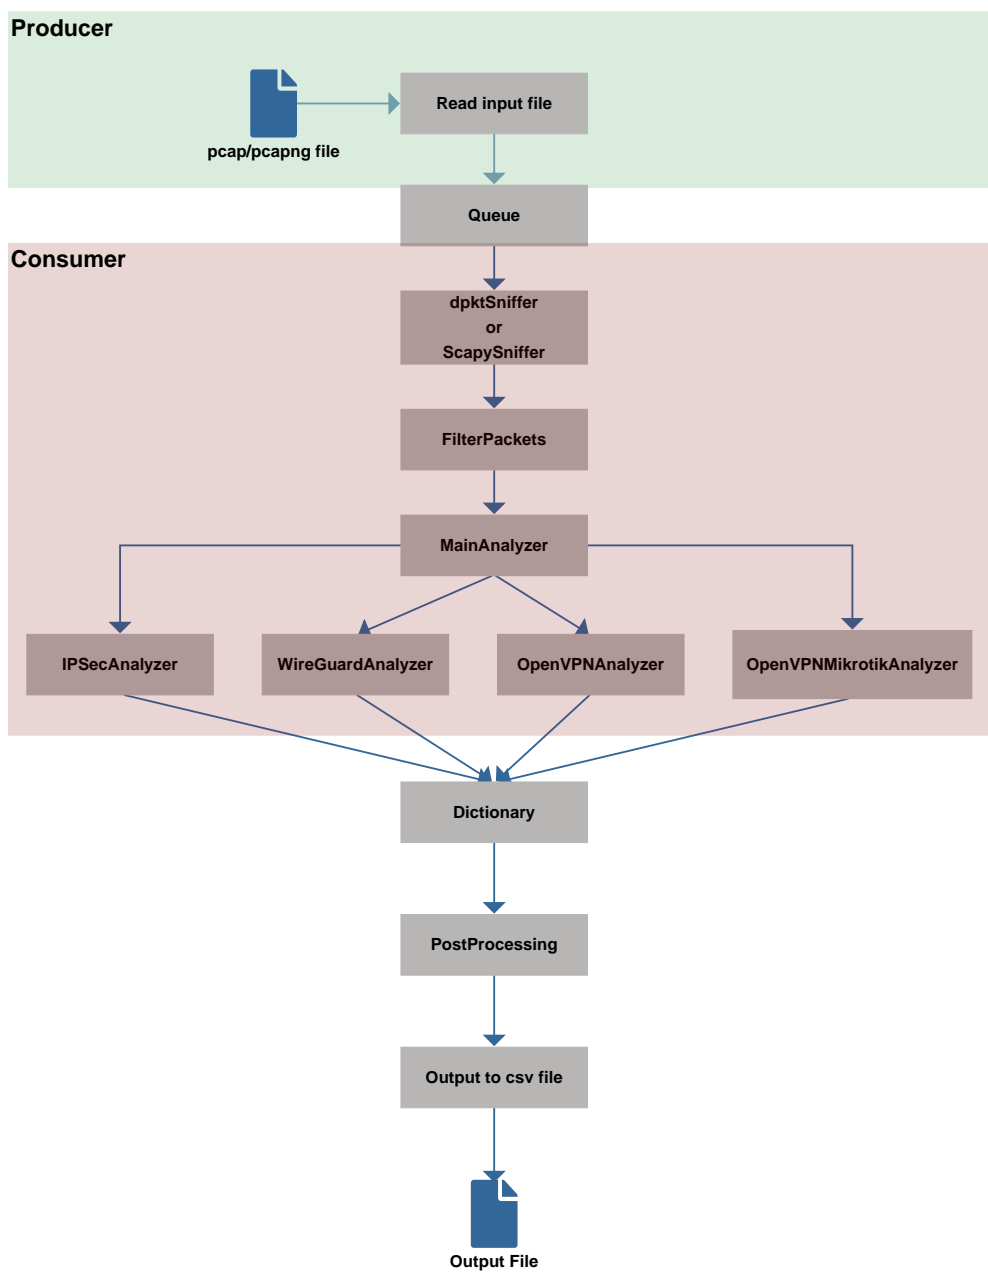 Producer
Read input file
pcap/pcapng file
Queue
Consumer
dpktSniffer
or
ScapySniffer
FilterPackets
MainAnalyzer
IPSecAnalyzer
WireGuardAnalyzer
OpenVPNAnalyzer
OpenVPNMikrotikAnalyzer
Dictionary
PostProcessing
Output to csv file
Output File